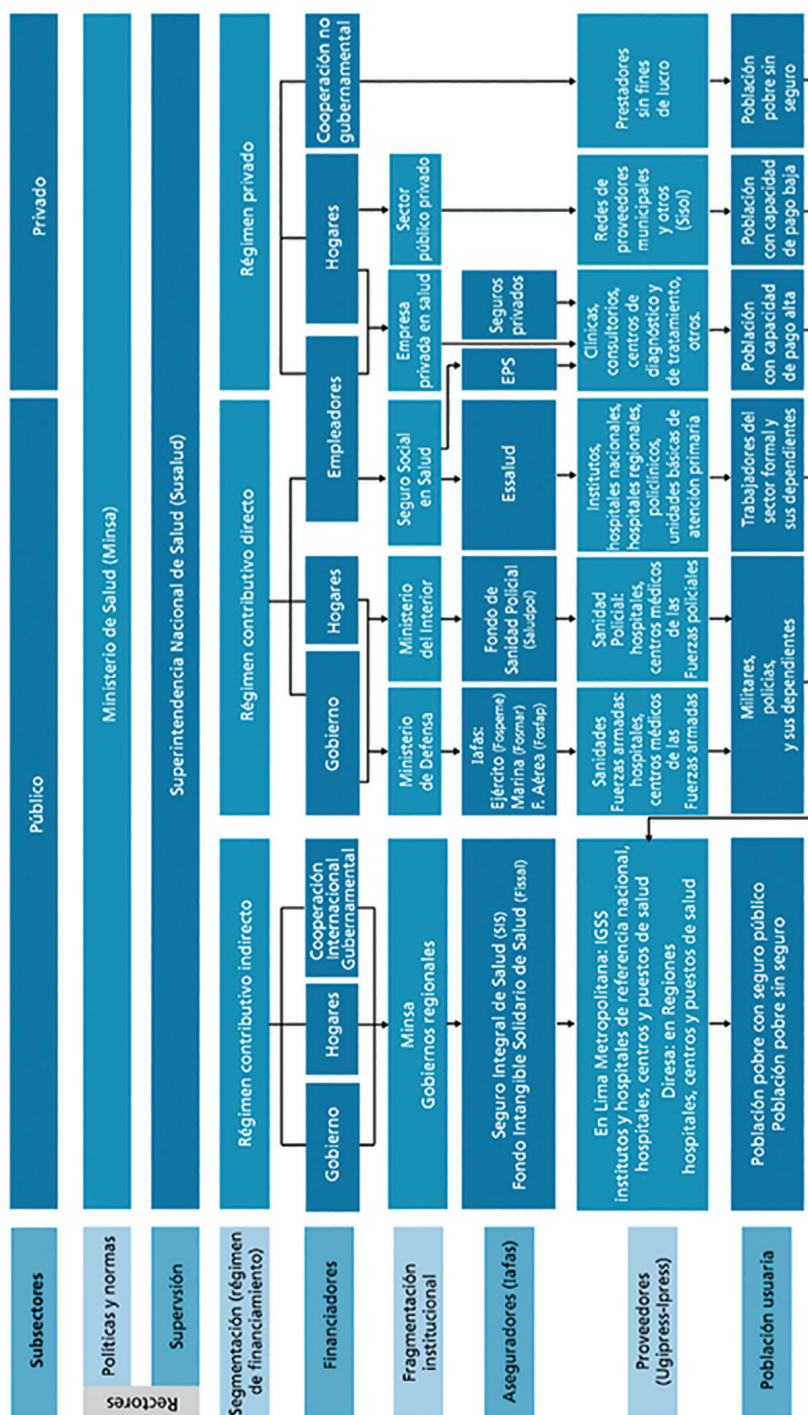 Subsectores
Público
Privado
Rectores
Políticas y normas
Ministerio de Salud (Minsa)
Supervsión
Superintendencia Nacional de Salud (Susalud)
Segmentación (régimen
de financiamiento)
Régimen contributivo indirecto
Régimen contributivo directo
Régimen privado
Financiadores
Gobierno
Hogares
Cooperación
Internacional
Gubernamental
Gobierno
Hogares
Empleadores
Hogares
Cooperación no
gubernamental
Fragmentación
institucional
Minsa
Gobiernos regionales
Ministerio
de Defensa
Ministerio
del Interior
Seguro Social
en Salud
Empresa
privada en salud
Sector
público privado
Aseguradores (Iafas)
Seguro Integral de Salud (SIS)
Fondo Intangible Solidario de Salud (Fissal)
Iafas:
Ejército (Fospeme)
Marina (Fosmar)
F. Aérea (Fosfap)
Fondo de
Sanidad Policial
(Saludpol)
Essalud
EPS
Seguros
privados
Proveedores
(Ugipress-Ipress)
En Lima Metropolitana: IGSS
institutos y hospitales de referencia nacional,
hospitales, centros y puestos de salud
Diresa: en Regiones
hospitales, centros y puestos de salud
Sanidades
Fuerzas armadas:
hospitales,
centros médicos
de las
Fuerzas armadas
Sanidad
Policial:
hospitales,
centros médicos
de las
Fuerzas policiales
Institutos,
hospitales nacionales,
hospitales regionales,
policlínicos,
unidades básicas de
atención primaria
Clínicas,
consultorios,
centros de
diagnóstico y
de tratamiento,
otros.
Redes de
proveedores
municipales
y otros
(Sisol)
Prestadores
sin fines
de lucro
Población usuaria
Población pobre con seguro público
Población pobre sin seguro
Militares,
policias,
y sus dependientes
Trabajadores del
sector formal y
sus dependientes
Población
con capacidad
de pago alta
Población
con capacidad
de pago baja
Población
pobre sin
seguro